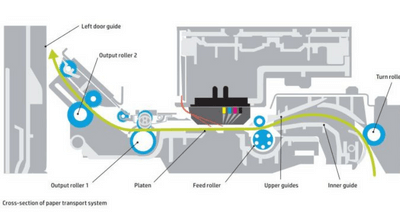 Left door guide
Output roller 2
Turn rolle
Output roller 1
Platen
Feed roller
Upper guides
Inner guide
Cross-section of paper transport system